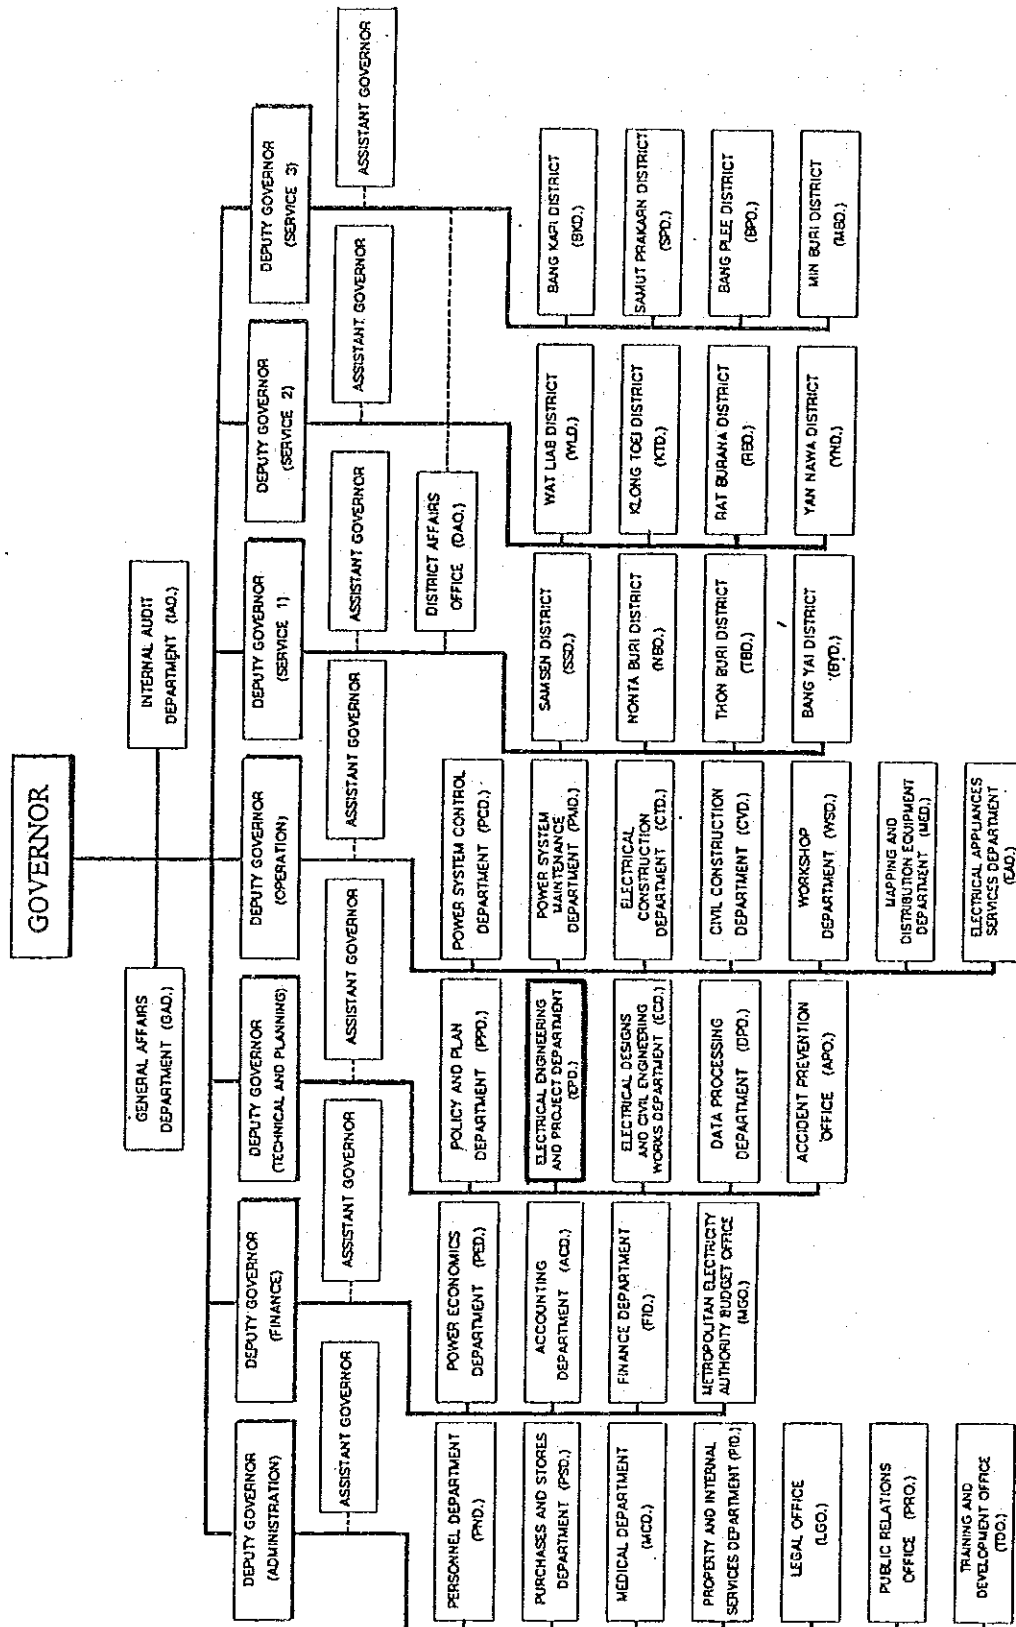 GOVERNOR
GENERAL AFFAIRS
DEPARTMENT (GAD.)
INTERNAL AUDIT
DEPARTMENT (IAD.)
DEPUTY GOVERNOR
(ADMINISTRATION)
DEPUTY GOVERNOR
(FINANCE)
DEPUTY GOVERNOR
(TECHNICAL AND PLANNING)
DEPUTY GOVERNOR
(OPERATION)
DEPUTY GOVERNOR
(SERVICE 1)
DEPUTY GOVERNOR
(SERVICE 2)
DEPUTY GOVERNOR
(SERVICE 3)
ASSISTANT GOVERNOR
ASSISTANT GOVERNOR
ASSISTANT GOVERNOR
ASSISTANT GOVERNOR
ASSISTANT GOVERNOR
ASSISTANT GOVERNOR
ASSISTANT GOVERNOR
DISTRICT AFFAIRS
OFFICE (DAO.)
PERSONNEL DEPARTMENT
(PND.)
PURCHASES AND STORES
DEPARTMENT (PSD.)
MEDICAL DEPARTMENT
(MCD.)
PROPERTY AND INTERNAL
SERVICES DEPARTMENT (PID.)
LEGAL OFFICE
(LGO.)
PUBLIC RELATIONS
OFFICE (PRO.)
TRAINING AND
DEVELOPMENT OFFICE
(TDO.)
POWER ECONOMICS
DEPARTMENT (PED.)
ACCOUNTING
DEPARTMENT (ACD.)
FINANCE DEPARTMENT
(FID.)
METROPOLITAN ELECTRICITY
AUTHORITY BUDGET OFFICE
(MGO.)
POLICY AND PLAN
DEPARTMENT (PPD.)
ELECTRICAL ENGINEERING
AND PROJECT DEPARTMENT
(EPD.)
ELECTRICAL DESIGNS
AND CIVIL ENGINEERING
WORKS DEPARTMENT (ECD.)
DATA PROCESSING
DEPARTMENT (DPD.)
ACCIDENT PREVENTION
OFFICE (APO.)
POWER SYSTEM CONTROL
DEPARTMENT (PCD.)
POWER SYSTEM
MAINTENANCE
DEPARTMENT (PMD.)
ELECTRICAL
CONSTRUCTION
DEPARTMENT (CTD.)
CIVIL CONSTRUCTION
DEPARTMENT (CVD.)
WORKSHOP
DEPARTMENT (WSD.)
MAPPING AND
DISTRIBUTION EQUIPMENT
DEPARTMENT (MED.)
ELECTRICAL APPLIANCES
SERVICES DEPARTMENT
(EAD.)
SAMSEN DISTRICT
(SSD.)
NONTA BURI DISTRICT
(NBD.)
THON BURI DISTRICT
(TBD.)
BANG YAI DISTRICT
(BYD.)
WAT LIAB DISTRICT
(WLD.)
KLONG TOEI DISTRICT
(KTD.)
RAT BURANA DISTRICT
(RBD.)
YAN NAWA DISTRICT
(YND.)
BANG KAPI DISTRICT
(BKD.)
SAMUT PRAKARN DISTRICT
(SPD.)
BANG PLEE DISTRICT
(BPD.)
MIN BURI DISTRICT
(MBD.)